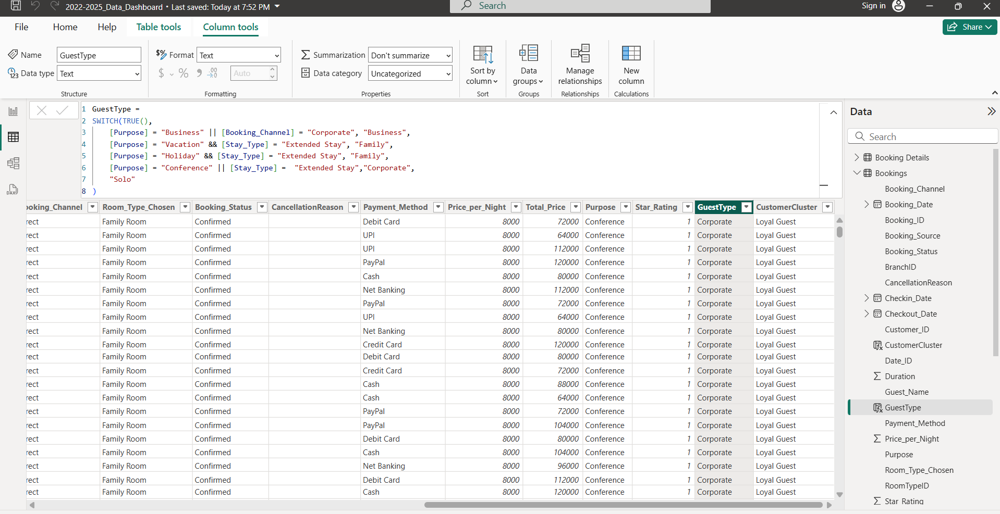 2022-2025_Data_Dashboard • Last saved: Today at 7:52 PM
Search
Sign in
File Home Help Table tools Column tools
Share
Name GuestType
Data type Text
Structure
Format Text
$ % 9 .00 Auto
Formatting
Summarization Don't summarize
Data category Uncategorized
Properties
Sort by
column
Sort
Data
groups
Groups
Manage
relationships
Relationships
New
column
Calculations
1 GuestType =
2 SWITCH(TRUE(),
3 [Purpose] = "Business" || [Booking_Channel] = "Corporate", "Business",
4 [Purpose] = "Vacation" && [Stay_Type] = "Extended Stay", "Family",
5 [Purpose] = "Holiday" && [Stay_Type] = "Extended Stay", "Family",
6 [Purpose] = "Conference" || [Stay_Type] =  "Extended Stay","Corporate",
7 "Solo"
8 )
ooking_Channel Room_Type_Chosen Booking_Status CancellationReason Payment_Method Price_per_Night Total_Price Purpose Star_Rating GuestType CustomerCluster
rect Family Room Confirmed Debit Card 8000 72000 Conference 1 Corporate Loyal Guest
rect Family Room Confirmed UPI 8000 64000 Conference 1 Corporate Loyal Guest
rect Family Room Confirmed UPI 8000 112000 Conference 1 Corporate Loyal Guest
rect Family Room Confirmed PayPal 8000 120000 Conference 1 Corporate Loyal Guest
rect Family Room Confirmed Cash 8000 80000 Conference 1 Corporate Loyal Guest
rect Family Room Confirmed Net Banking 8000 112000 Conference 1 Corporate Loyal Guest
rect Family Room Confirmed PayPal 8000 72000 Conference 1 Corporate Loyal Guest
rect Family Room Confirmed UPI 8000 64000 Conference 1 Corporate Loyal Guest
rect Family Room Confirmed Net Banking 8000 80000 Conference 1 Corporate Loyal Guest
rect Family Room Confirmed Credit Card 8000 120000 Conference 1 Corporate Loyal Guest
rect Family Room Confirmed Debit Card 8000 80000 Conference 1 Corporate Loyal Guest
rect Family Room Confirmed Credit Card 8000 72000 Conference 1 Corporate Loyal Guest
rect Family Room Confirmed Cash 8000 88000 Conference 1 Corporate Loyal Guest
rect Family Room Confirmed Cash 8000 64000 Conference 1 Corporate Loyal Guest
rect Family Room Confirmed PayPal 8000 72000 Conference 1 Corporate Loyal Guest
rect Family Room Confirmed PayPal 8000 104000 Conference 1 Corporate Loyal Guest
rect Family Room Confirmed Debit Card 8000 80000 Conference 1 Corporate Loyal Guest
rect Family Room Confirmed Cash 8000 104000 Conference 1 Corporate Loyal Guest
rect Family Room Confirmed Net Banking 8000 96000 Conference 1 Corporate Loyal Guest
rect Family Room Confirmed Debit Card 8000 112000 Conference 1 Corporate Loyal Guest
rect Family Room Confirmed Cash 8000 120000 Conference 1 Corporate Loyal Guest
Data
Search
Booking Details
Bookings
Booking_Channel
Booking_Date
Booking_ID
Booking_Source
Booking_Status
BranchID
CancellationReason
Checkin_Date
Checkout_Date
Customer_ID
CustomerCluster
Date_ID
Duration
Guest_Name
GuestType
Payment_Method
Price_per_Night
Purpose
Room_Type_Chosen
RoomTypeID
Star_Rating